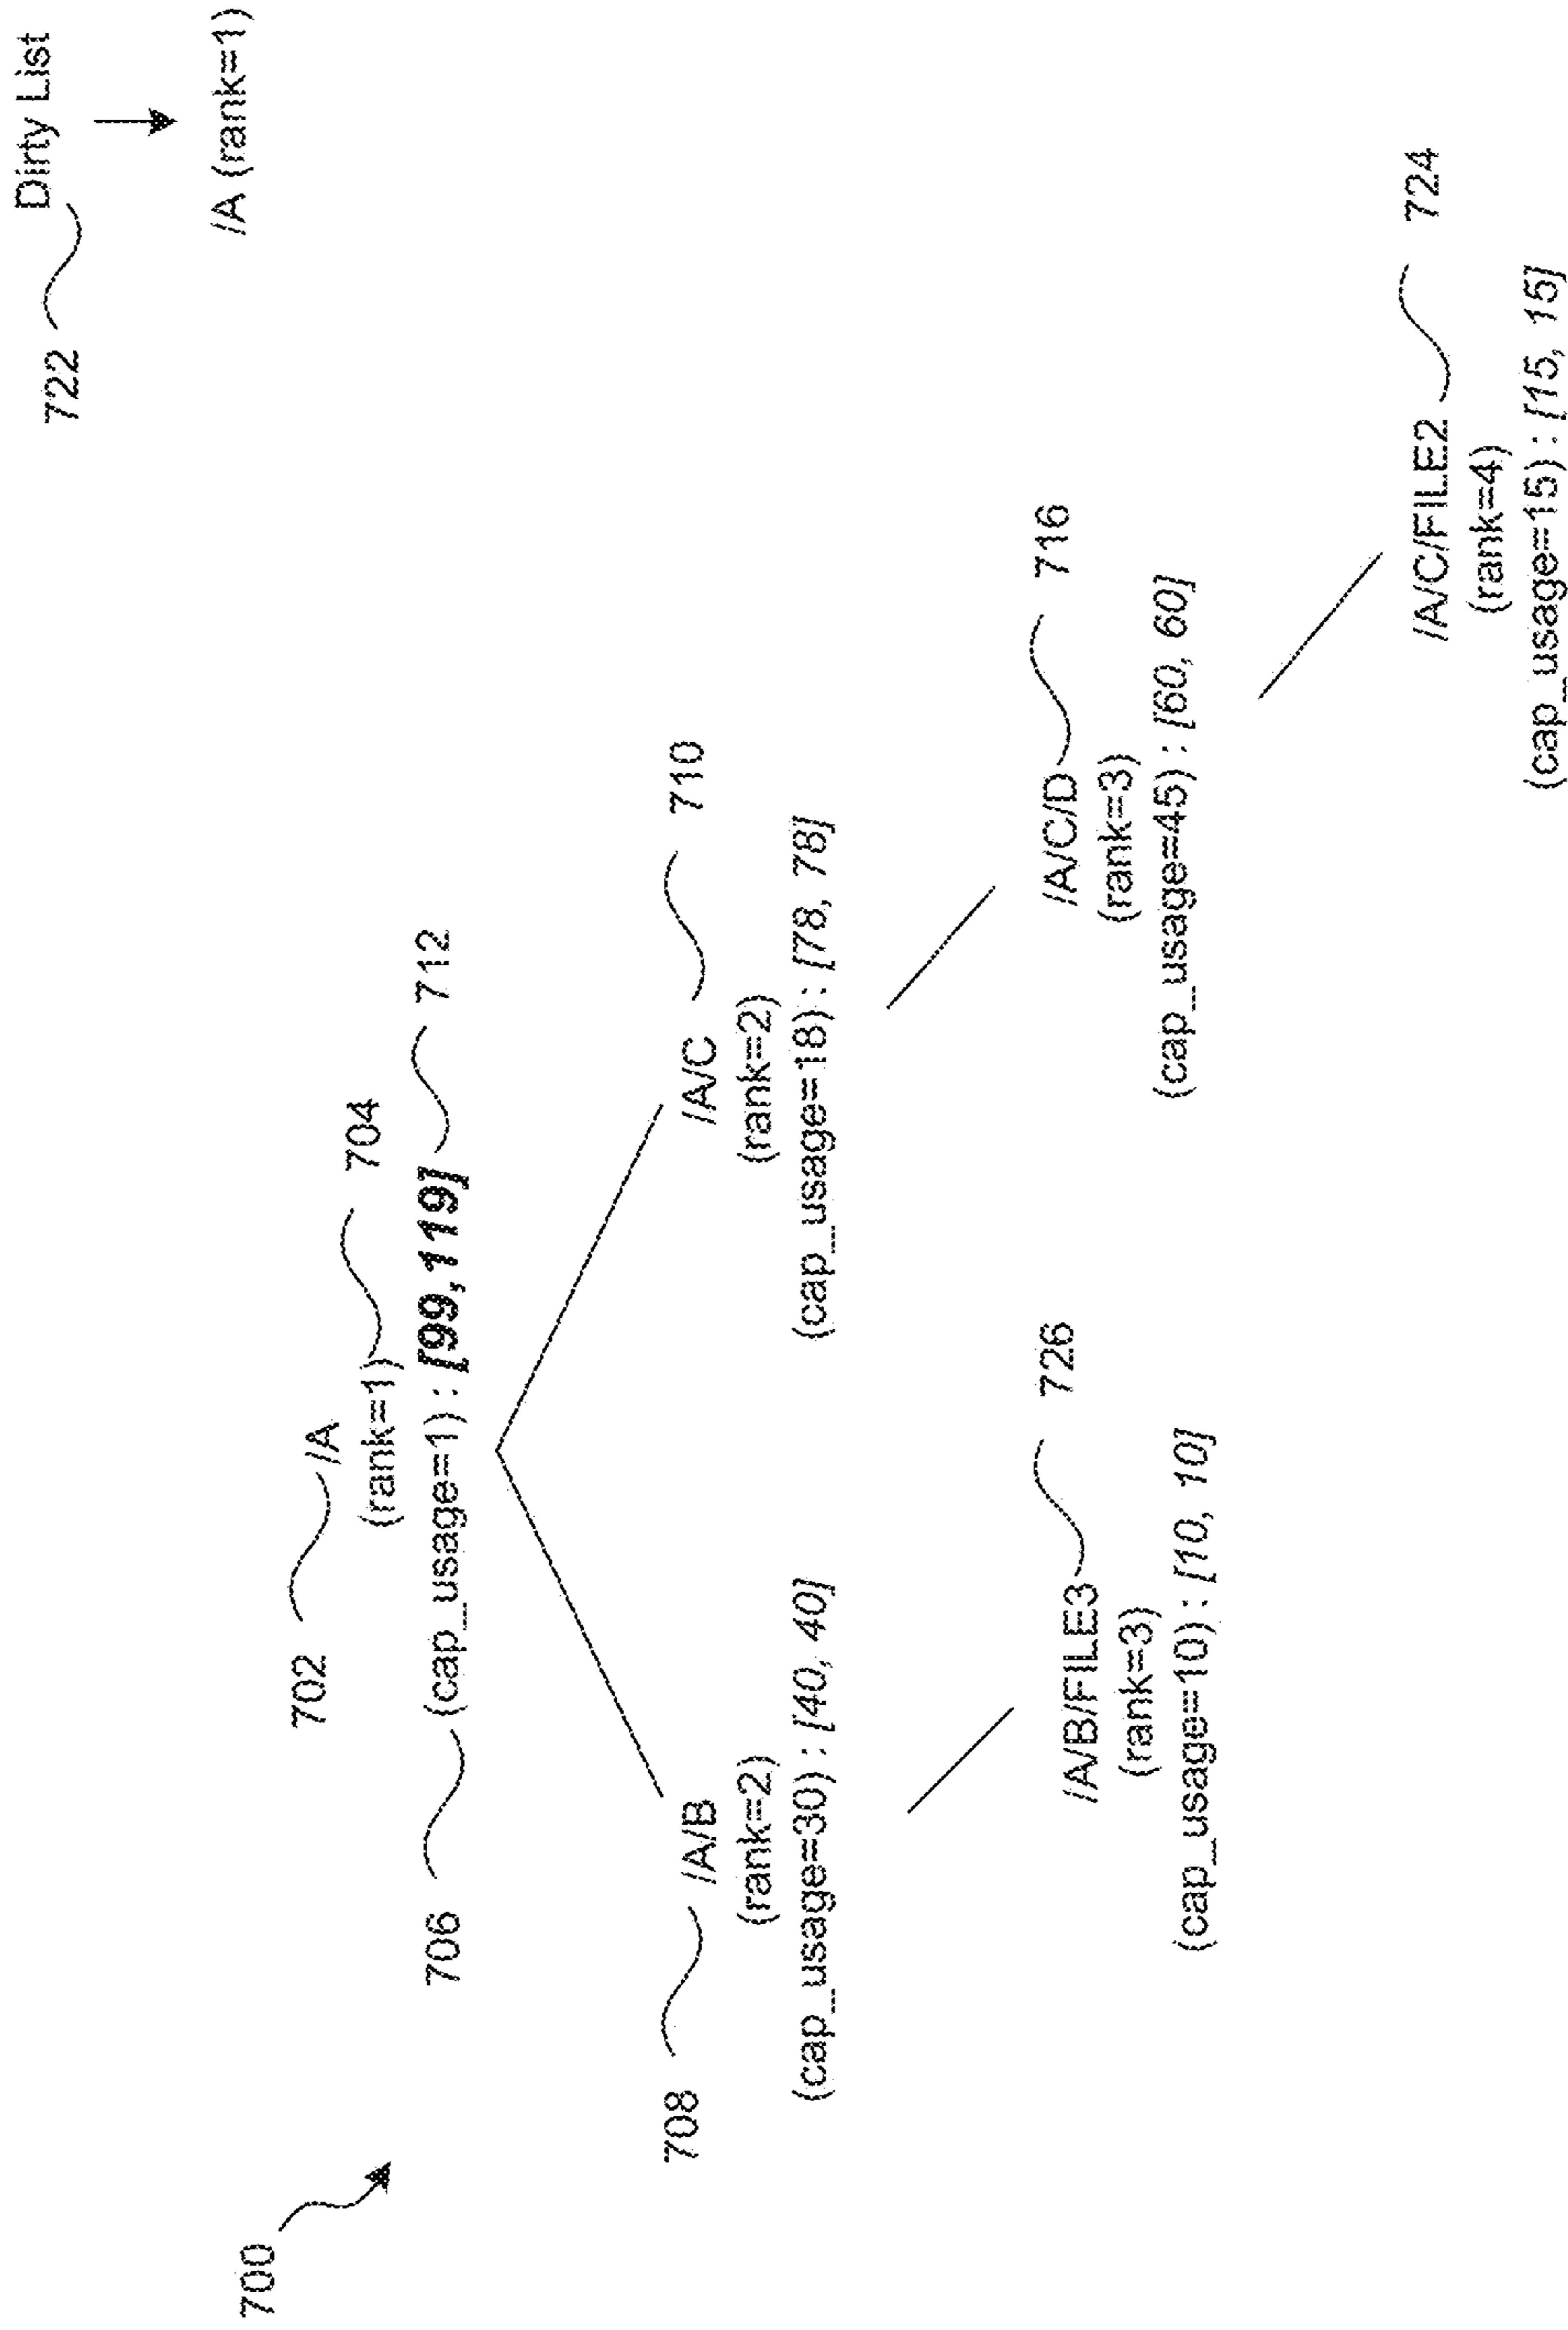 722
Dirty List
/A (rank=1)
700
702
/A
704
(rank=1)
706
(cap_usage=1) : [99,119]
712
708
/A/B
(rank=2)
(cap_usage=30) : [40, 40]
/A/C
710
(rank=2)
(cap_usage=18) : [78, 78]
/A/B/FILE3
726
(rank=3)
(cap_usage=10) : [10, 10]
/A/C/D
716
(rank=3)
(cap_usage=45) : [60, 60]
/A/C/FILE2
724
(rank=4)
(cap_usage=15) : [15, 15]